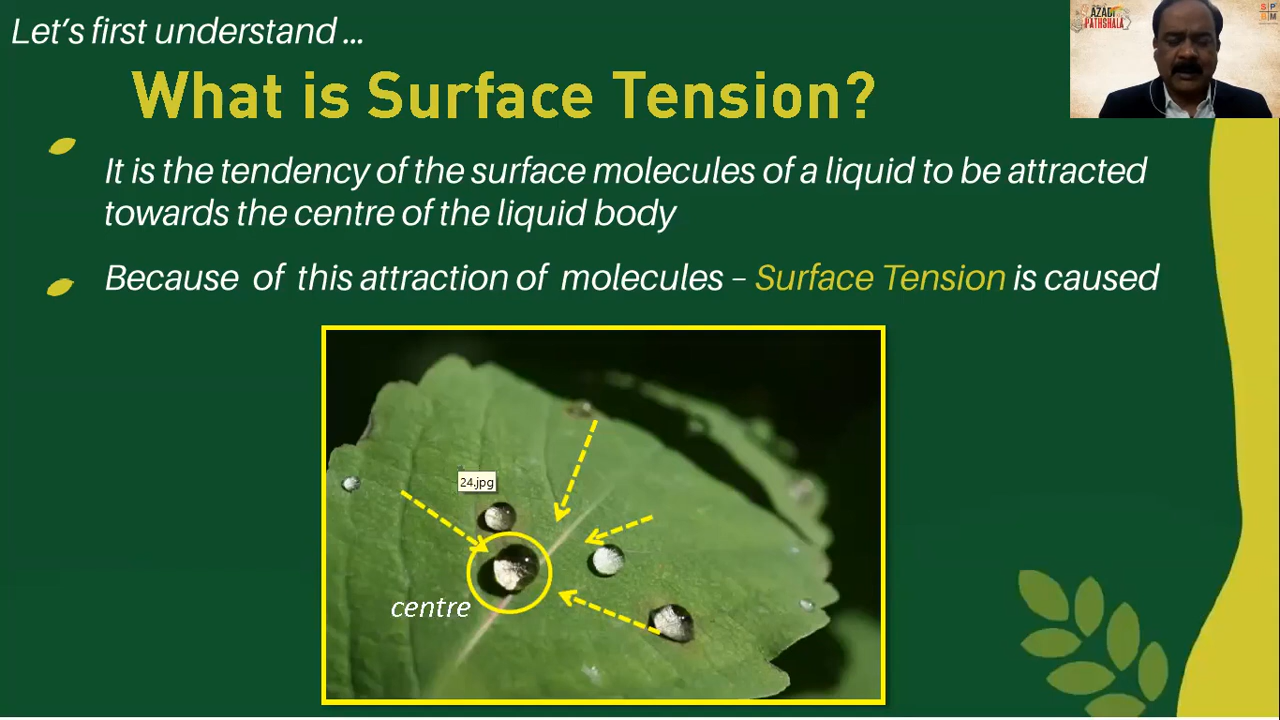 Let's first understand ...
What is Surface Tension?
It is the tendency of the surface molecules of a liquid to be attracted
towards the centre of the liquid body
Because of this attraction of molecules – Surface Tension is caused
24.jpg
centre
AZADI
PATHSHALA
S P
B M